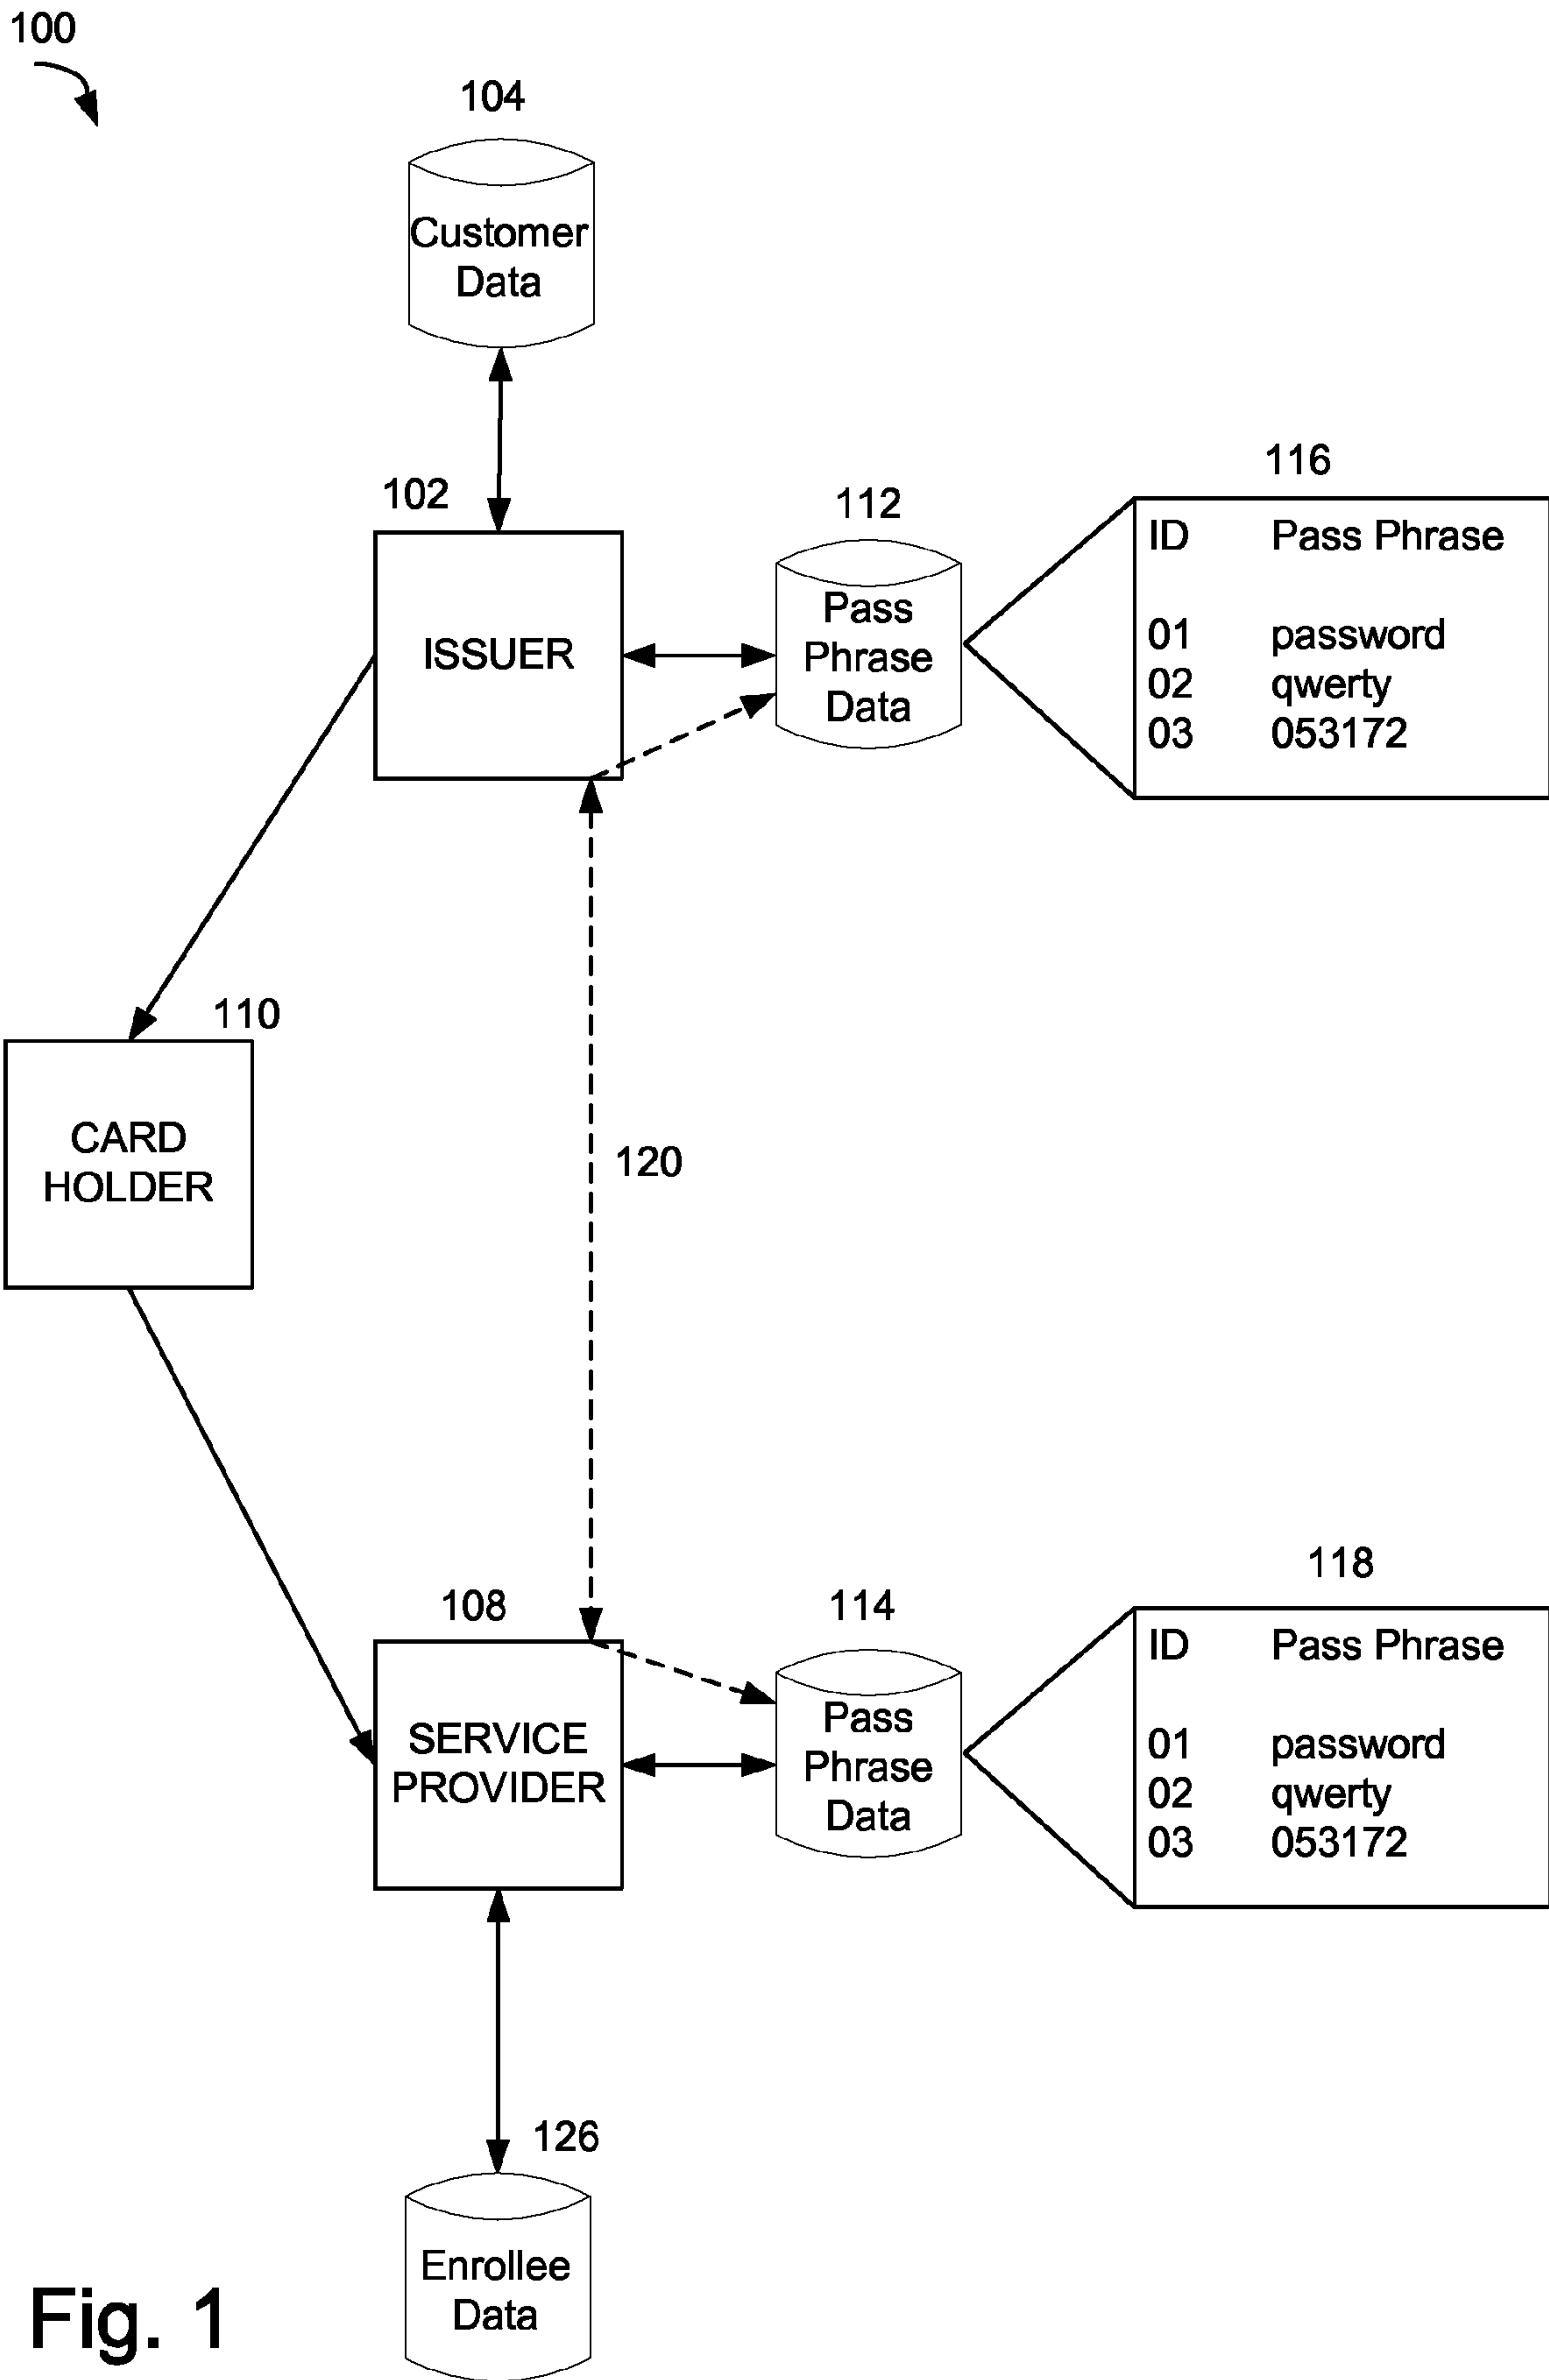 100
104
Customer
Data
102
ISSUER
112
Pass
Phrase
Data
116
ID Pass Phrase
01 password
02 qwerty
03 053172
110
CARD
HOLDER
120
108
SERVICE
PROVIDER
114
Pass
Phrase
Data
118
ID Pass Phrase
01 password
02 qwerty
03 053172
126
Enrollee
Data
Fig. 1